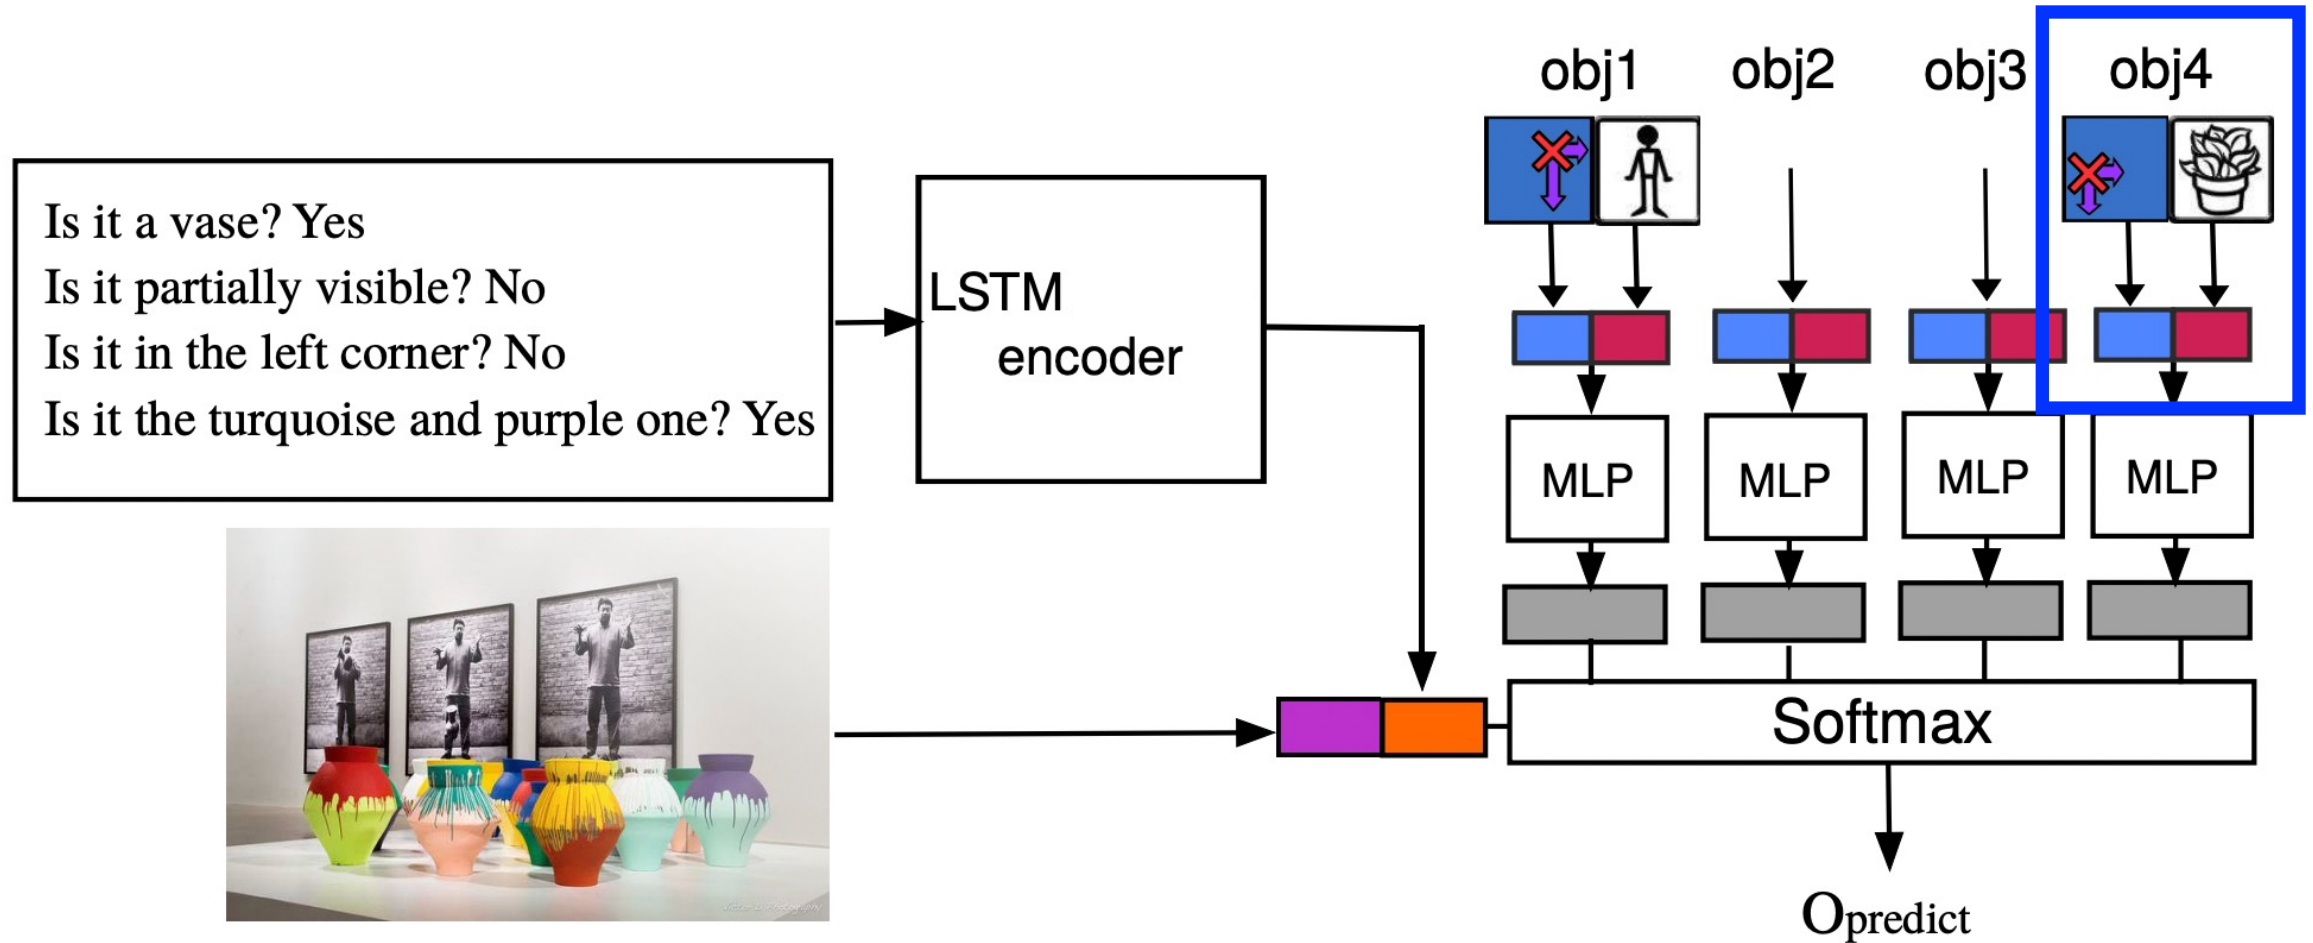 obj1 obj2 obj3 obj4
Is it a vase? Yes
Is it partially visible? No
Is it in the left corner? No
Is it the turquoise and purple one? Yes
LSTM
encoder
MLP MLP MLP MLP
Softmax
Opredict